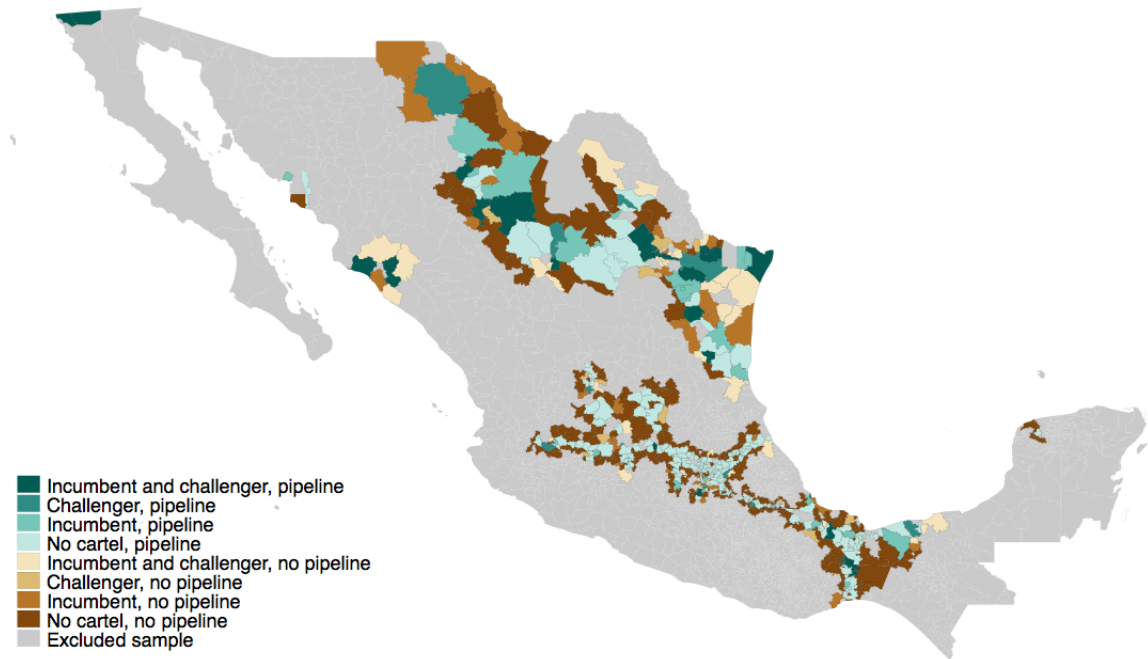 Incumbent and challenger, pipeline
Challenger, pipeline
Incumbent, pipeline
No cartel, pipeline
Incumbent and challenger, no pipeline
Challenger, no pipeline
Incumbent, no pipeline
No cartel, no pipeline
Excluded sample